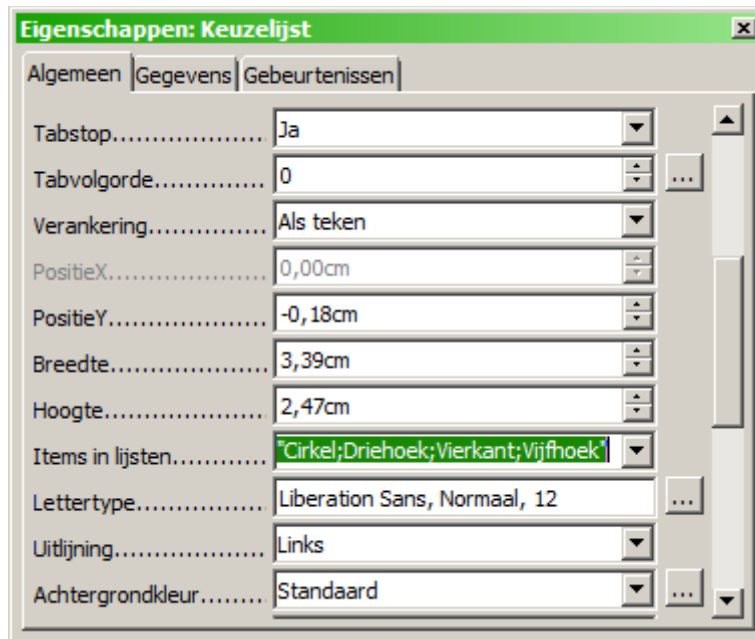 Eigenschappen: Keuzelijst
Algemeen Gegevens Gebeurtenissen
Tabstop.................... Ja
Tabvolgorde.............. 0 ...
Verankering............... Als teken
PositieX.................... 0,00cm
PositieY.................... -0,18cm
Breedte.................... 3,39cm
Hoogte..................... 2,47cm
Items in lijsten............ "Cirkel;Driehoek;Vierkant;Vijfhoek"
Lettertype................. Liberation Sans, Normaal, 12 ...
Uitlijning................... Links
Achtergrondkleur....... Standaard ...